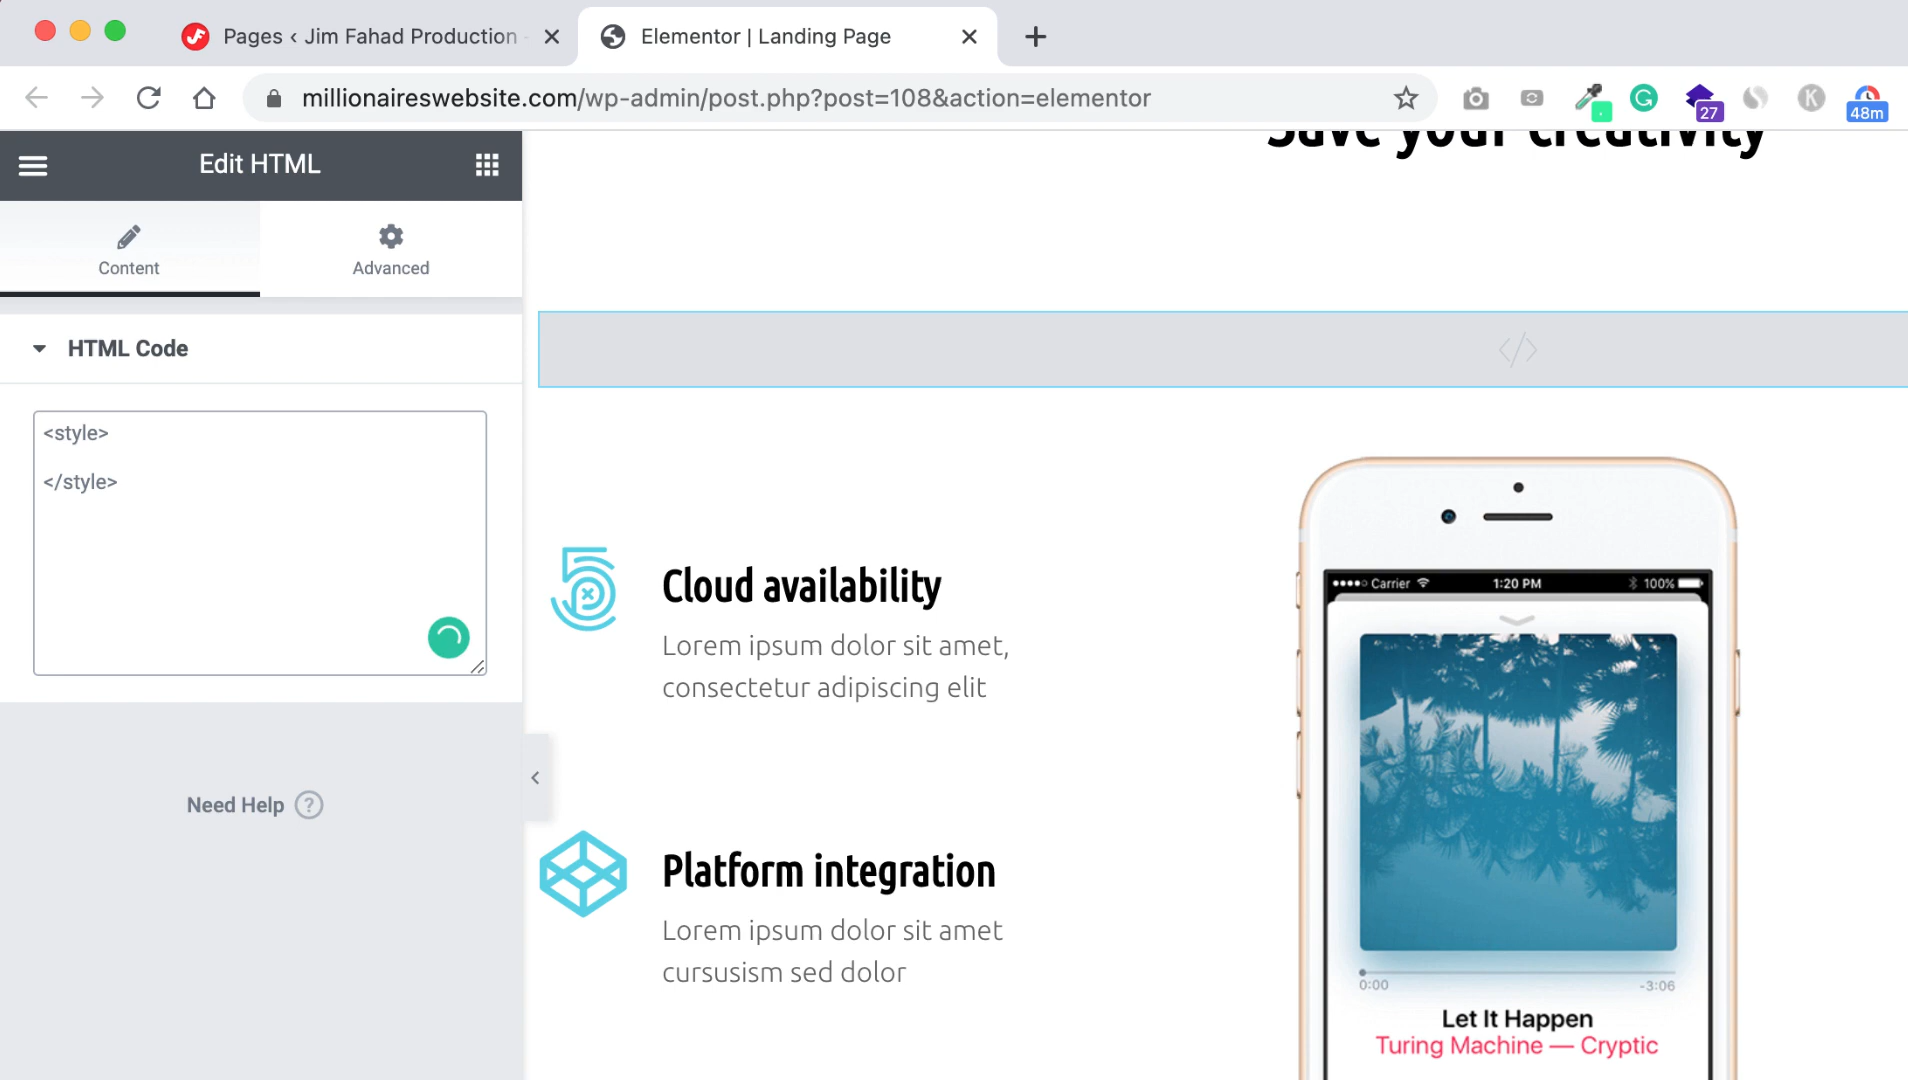 Pages ‹ Jim Fahad Production -
Elementor | Landing Page
millionaireswebsite.com/wp-admin/post.php?post=108&action=elementor
27
K
48m
Edit HTML
Content
Advanced
HTML Code
<style>
</style>
Need Help ?
Save your creativity
</>
Cloud availability
Lorem ipsum dolor sit amet,
consectetur adipiscing elit
Platform integration
Lorem ipsum dolor sit amet
cursusism sed dolor
Carrier
1:20 PM
100%
0:00
-3:06
Let It Happen
Turing Machine — Cryptic